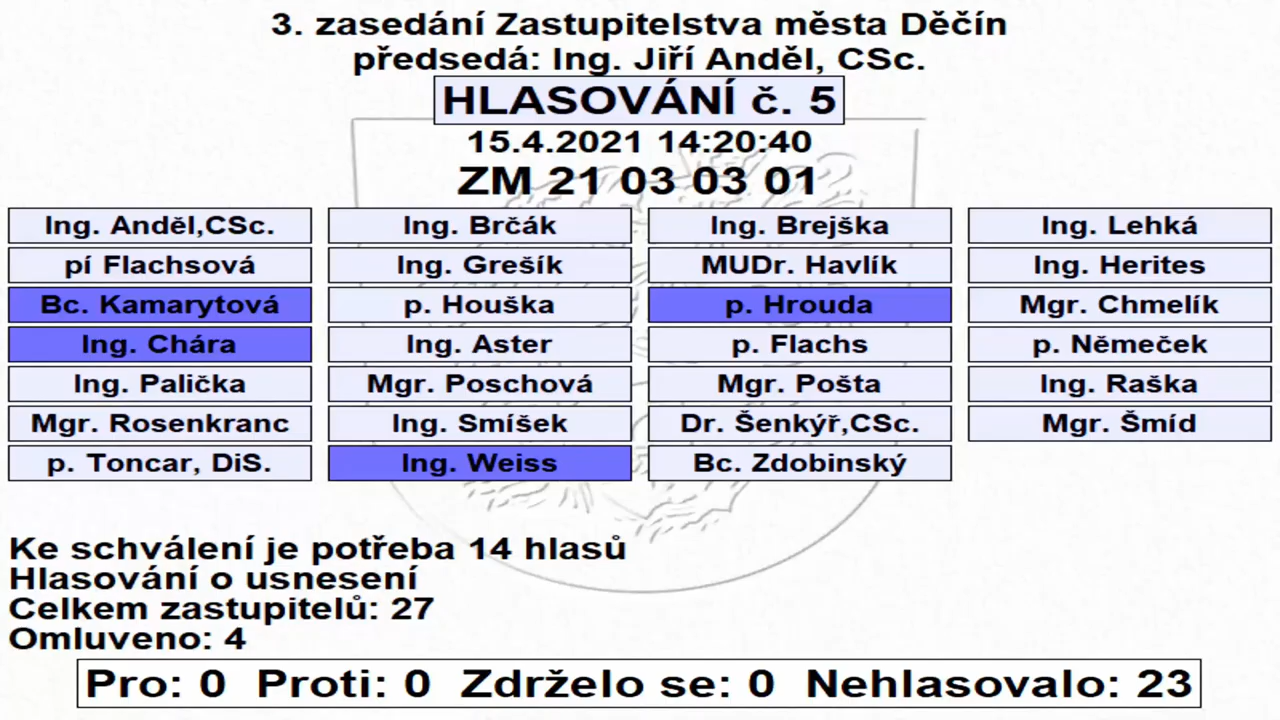 3. zasedání Zastupitelstva města Děčín
předsedá: Ing. Jiří Anděl, CSc.
HLASOVÁNÍ č. 5
15.4.2021 14:20:40
ZM 21 03 03 01
Ing. Anděl,CSc. Ing. Brčák Ing. Brejška Ing. Lehká
pí Flachsová Ing. Grešík MUDr. Havlík Ing. Herites
Bc. Kamarytová p. Houška p. Hrouda Mgr. Chmelík
Ing. Chára Ing. Aster p. Flachs p. Němeček
Ing. Palička Mgr. Poschová Mgr. Pošta Ing. Raška
Mgr. Rosenkranc Ing. Smíšek Dr. Šenkýř,CSc. Mgr. Šmíd
p. Toncar, DiS. Ing. Weiss Bc. Zdobinský
Ke schválení je potřeba 14 hlasů
Hlasování o usnesení
Celkem zastupitelů: 27
Omluveno: 4
Pro: 0 Proti: 0 Zdrželo se: 0 Nehlasovalo: 23